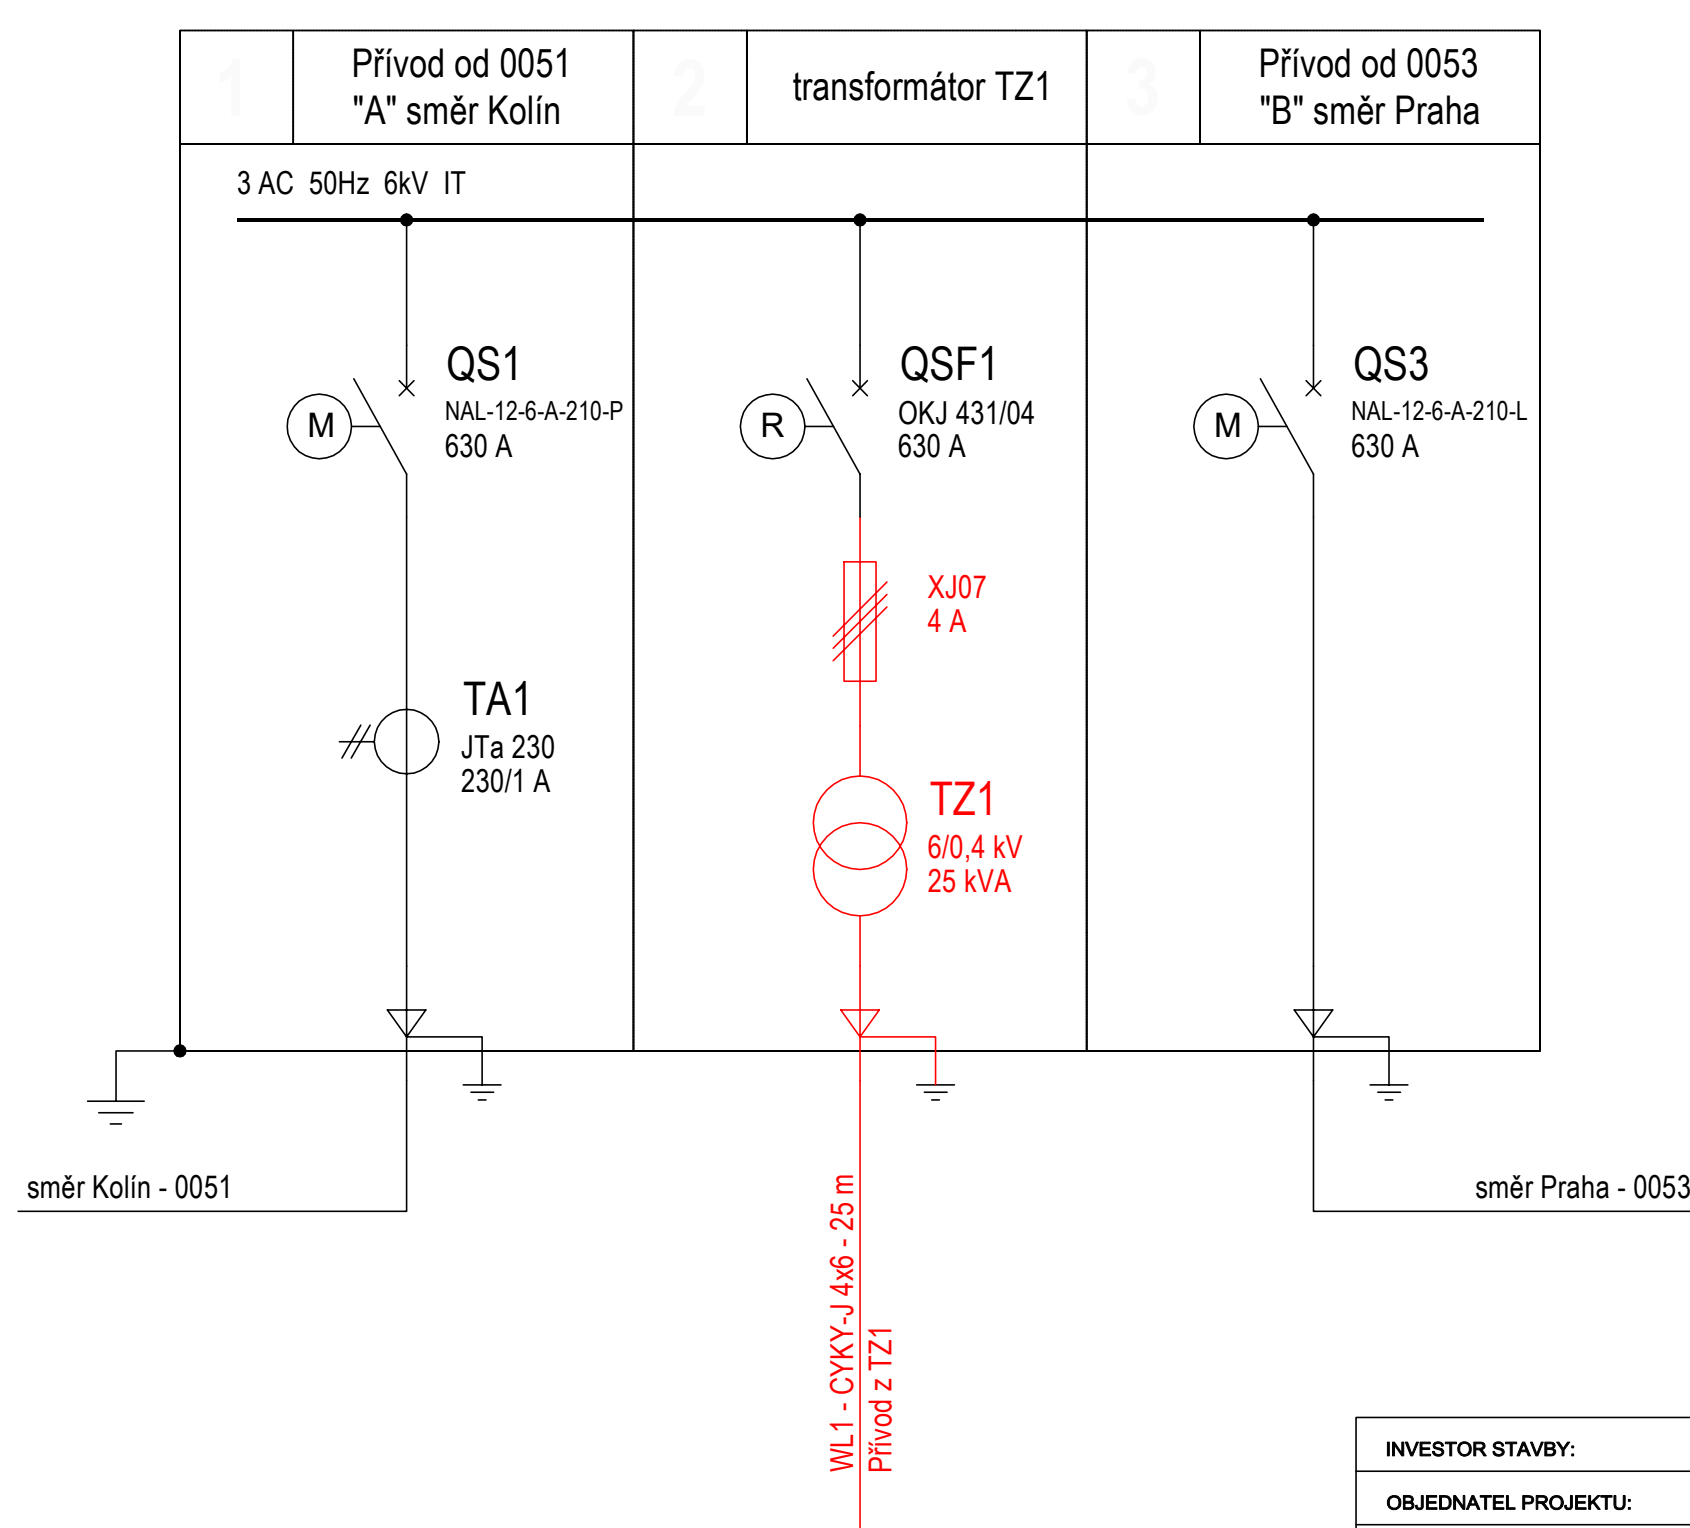 1
Přívod od 0051
"A" směr Kolín
2
transformátor TZ1
3
Přívod od 0053
"B" směr Praha
3 AC 50Hz 6kV IT
QS1
NAL-12-6-A-210-P
630 A
M
QSF1
OKJ 431/04
630 A
R
QS3
NAL-12-6-A-210-L
630 A
M
XJ07
4 A
TA1
JTa 230
230/1 A
TZ1
6/0,4 kV
25 kVA
směr Kolín - 0051
směr Praha - 0053
WL1 - CYKY-J 4x6 - 25 m
Přívod z TZ1
INVESTOR STAVBY:
OBJEDNATEL PROJEKTU: